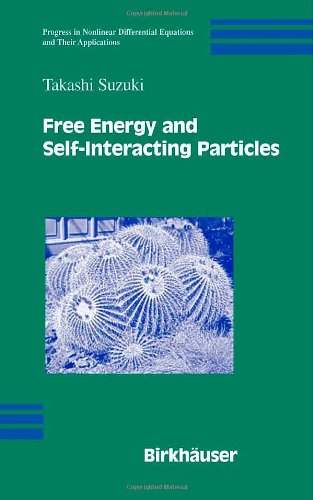 Progress in Nonlinear Differential Equations
and Their Applications
Takashi Suzuki
Free Energy and
Self-Interacting Particles
Birkhäuser